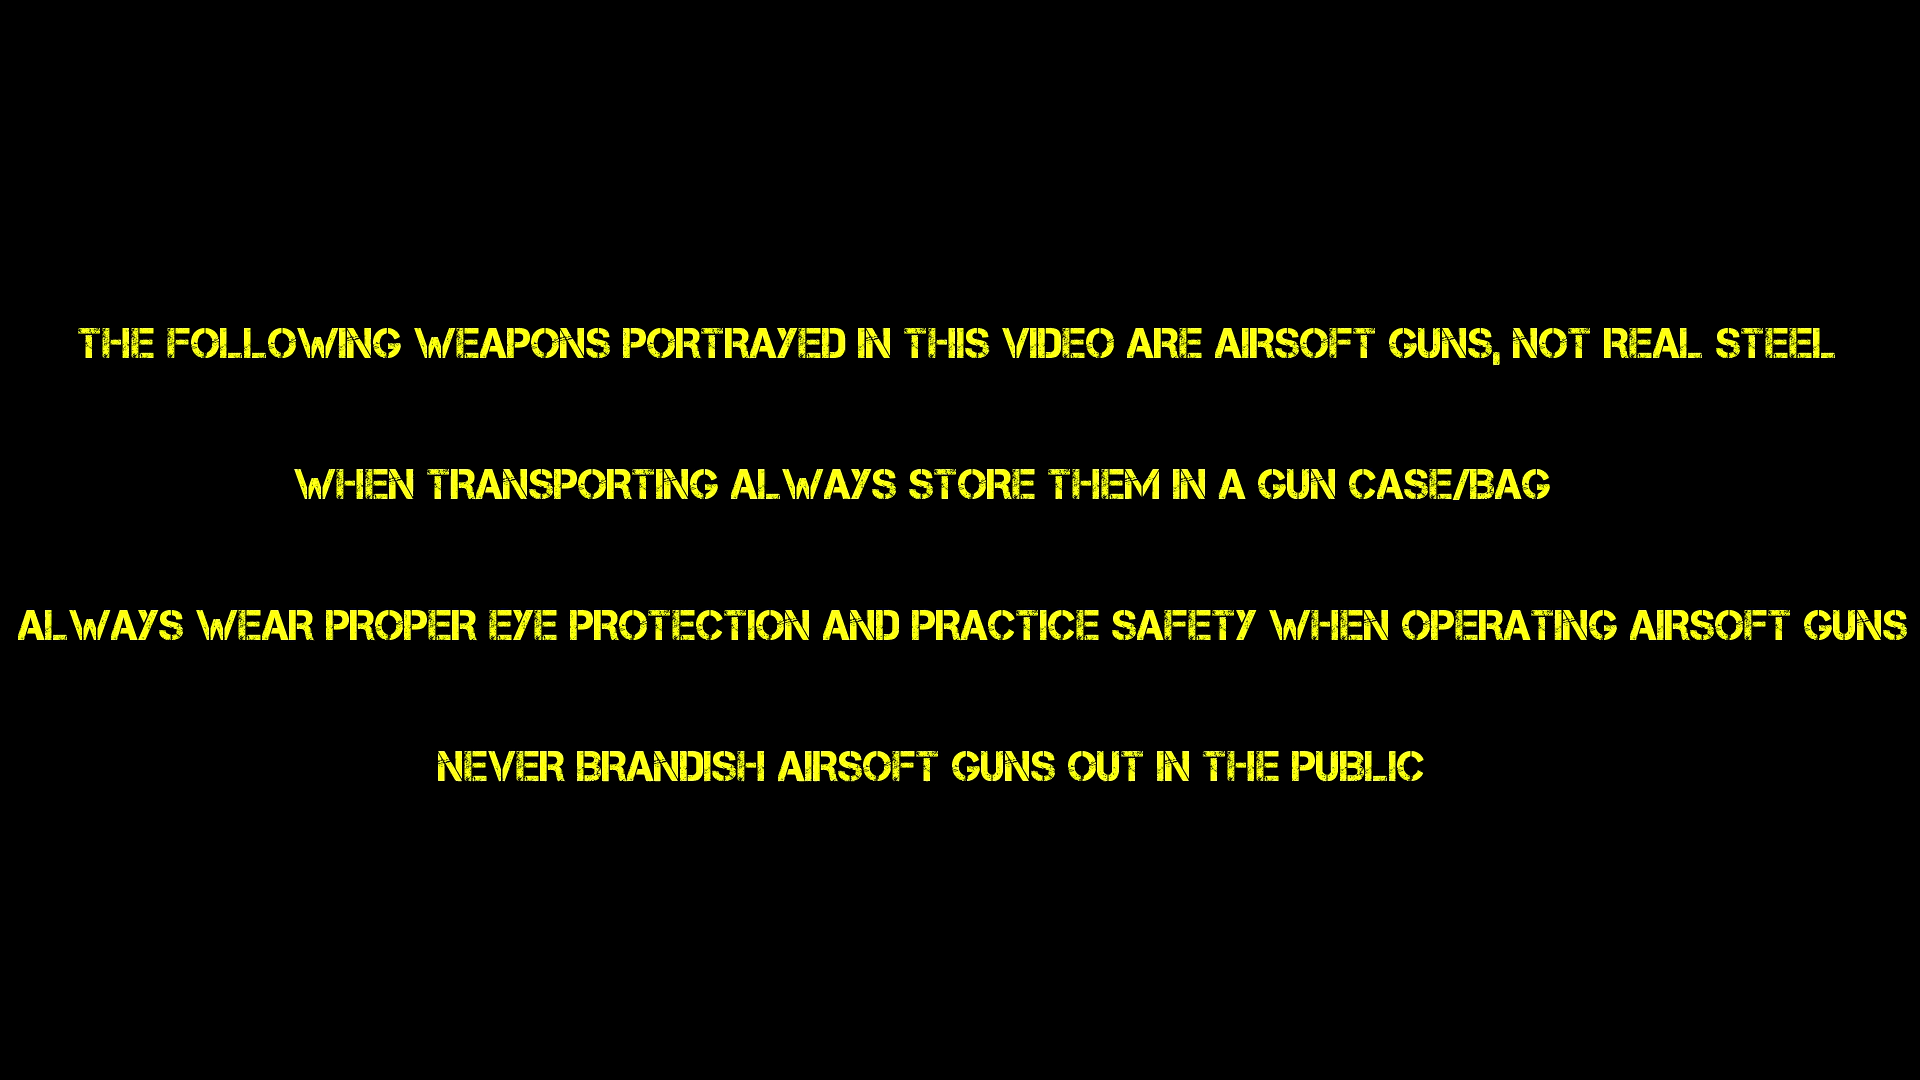 THE FOLLOWING WEAPONS PORTRAYED IN THIS VIDEO ARE AIRSOFT GUNS, NOT REAL STEEL
WHEN TRANSPORTING ALWAYS STORE THEM IN A GUN CASE/BAG
ALWAYS WEAR PROPER EYE PROTECTION AND PRACTICE SAFETY WHEN OPERATING AIRSOFT GUNS
NEVER BRANDISH AIRSOFT GUNS OUT IN THE PUBLIC